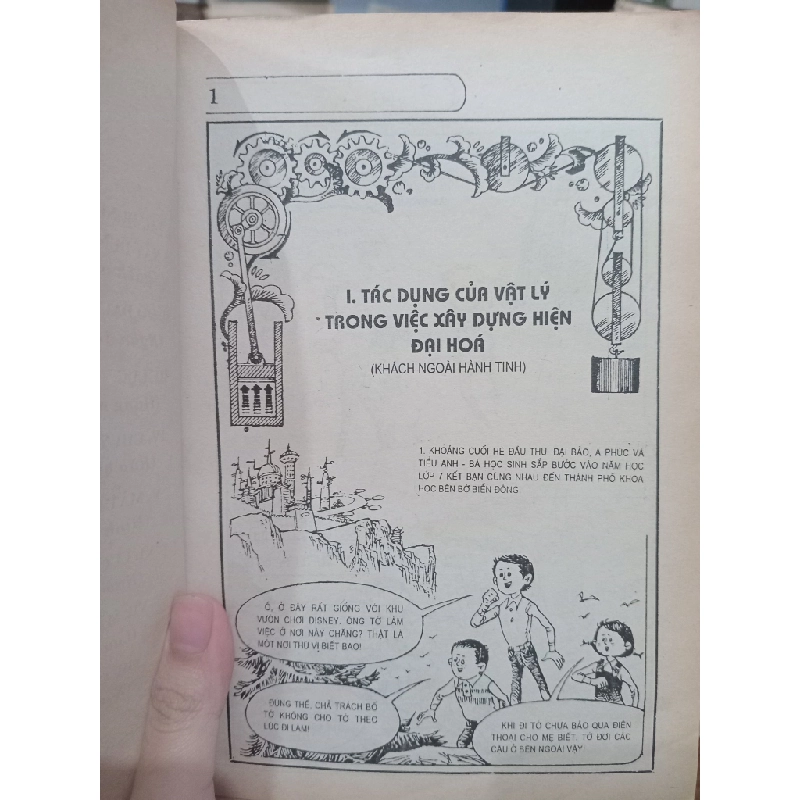 1
I. TÁC DỤNG CỦA VẬT LÝ
TRONG VIỆC XÂY DỰNG HIỆN
ĐẠI HOÁ
(KHÁCH NGOÀI HÀNH TINH)
1. KHOẢNG CUỐI HÈ ĐẦU THU, ĐẠI BẢO, A PHÚC VÀ
TIỂU ANH - BA HỌC SINH SẮP BƯỚC VÀO NĂM HỌC
LỚP 7 KẾT BẠN CÙNG NHAU ĐẾN THÀNH PHỐ KHOA
HỌC BÊN BỜ BIỂN ĐÔNG
Ồ, Ở ĐÂY RẤT GIỐNG VỚI KHU
VƯỜN CHƠI DISNEY. ÔNG TỚ LÀM
VIỆC Ở NƠI NÀY CHĂNG? THẬT LÀ
MỘT NƠI THÚ VỊ BIẾT BAO!
ĐÚNG THẾ, CHẢ TRÁCH BỐ
TỚ KHÔNG CHO TỚ THEO
LÚC ĐI LÀM!
KHI ĐI TỚ CHƯA BÁO QUA ĐIỆN
THOẠI CHO MẸ BIẾT, TỚ ĐỢI CÁC
CẬU Ở BÊN NGOÀI VẬY